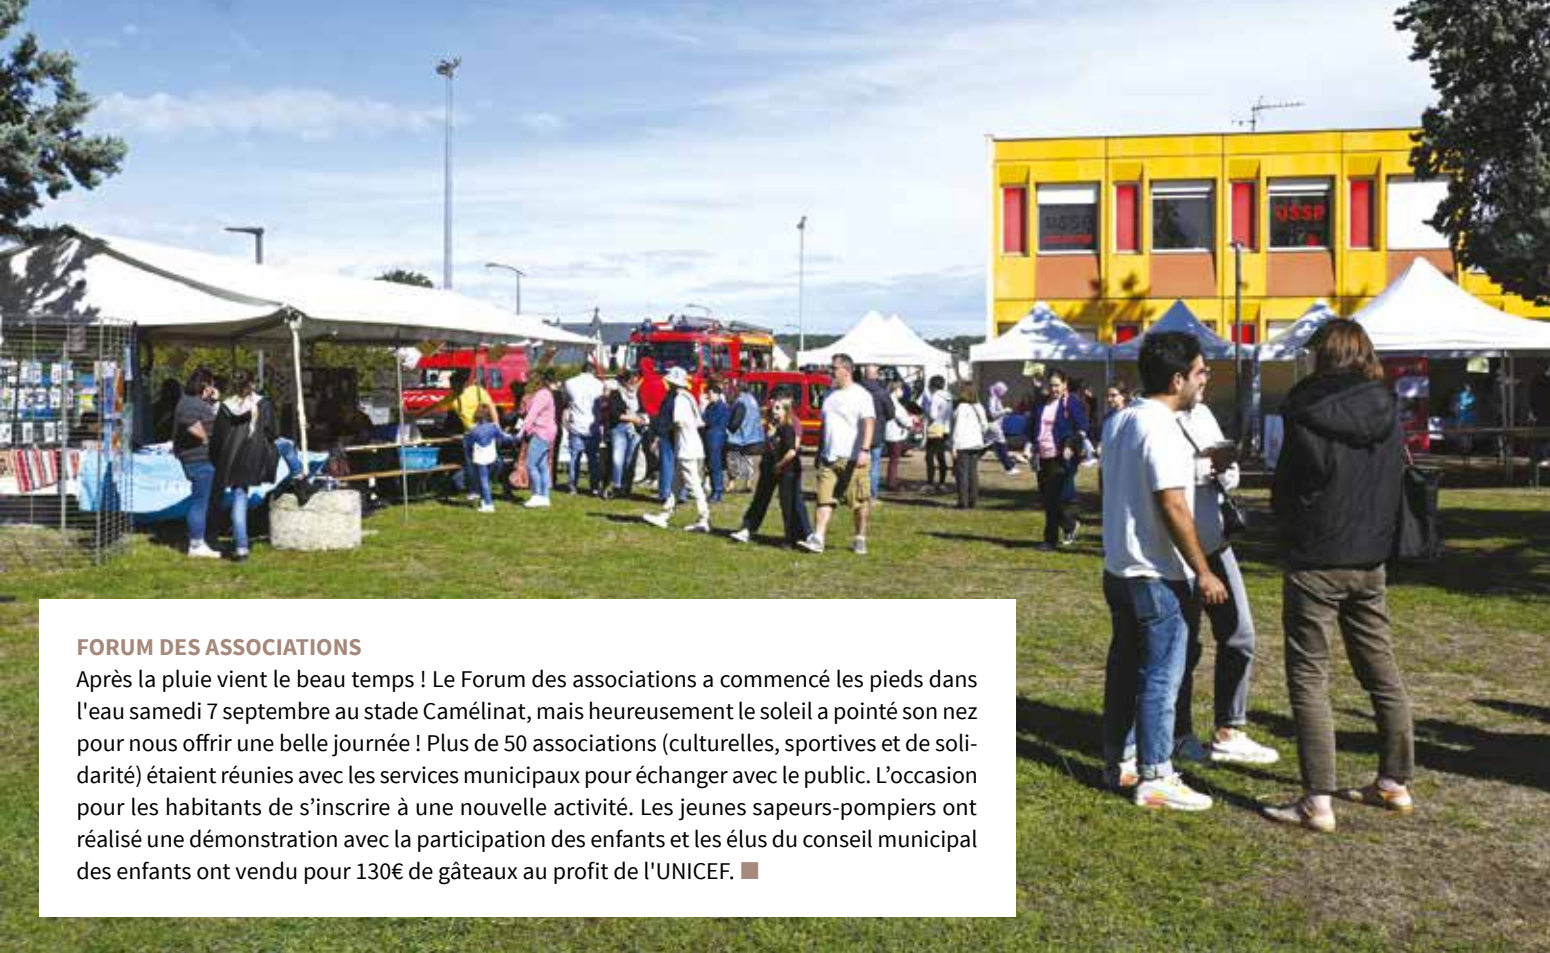 USSP
USSP
FORUM DES ASSOCIATIONS
Après la pluie vient le beau temps ! Le Forum des associations a commencé les pieds dans
l'eau samedi 7 septembre au stade Camélinat, mais heureusement le soleil a pointé son nez
pour nous offrir une belle journée ! Plus de 50 associations (culturelles, sportives et de soli-
darité) étaient réunies avec les services municipaux pour échanger avec le public. L’occasion
pour les habitants de s’inscrire à une nouvelle activité. Les jeunes sapeurs-pompiers ont
réalisé une démonstration avec la participation des enfants et les élus du conseil municipal
des enfants ont vendu pour 130€ de gâteaux au profit de l'UNICEF.